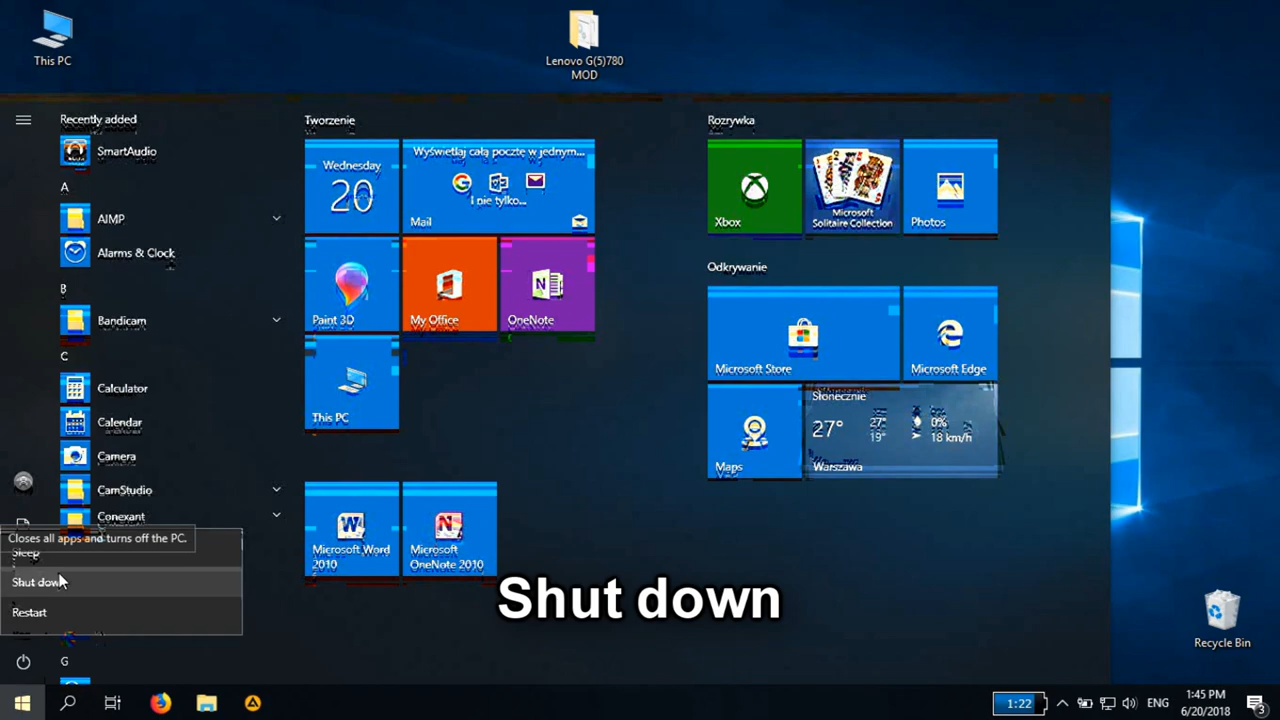 This PC
Lenovo G(5)780
MOD
Recently added
SmartAudio
A
AIMP
Alarms & Clock
B
Bandicam
C
Calculator
Calendar
Camera
CamStudio
Conexant
Closes all apps and turns off the PC.
Sleep
Shut down
Restart
G
Tworzenie
Wednesday
20
Wyświetlaj całą pocztę w jednym...
I nie tylko...
Mail
Paint 3D
My Office
OneNote
This PC
Microsoft Word
2010
Microsoft
OneNote 2010
Rozrywka
Xbox
Microsoft
Solitaire Collection
Photos
Odkrywanie
Microsoft Store
Microsoft Edge
Maps
Słonecznie
27°
27°
19°
0%
18 km/h
Warszawa
Shut down
Recycle Bin
1:22
ENG
1:45 PM
6/20/2018
3